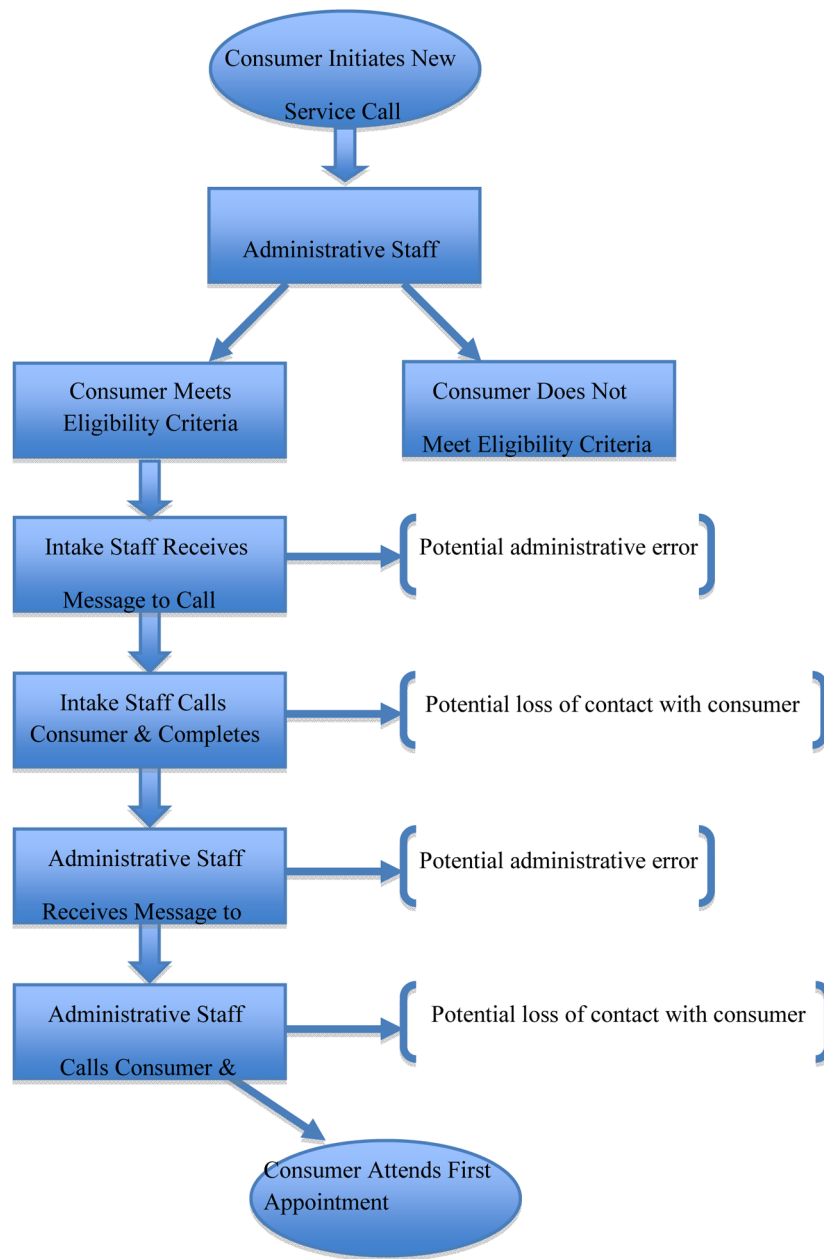 Consumer Initiates New
Service Call
Administrative Staff
Consumer Meets
Eligibility Criteria
Consumer Does Not
Meet Eligibility Criteria
Intake Staff Receives
Message to Call
Potential administrative error
Intake Staff Calls
Consumer & Completes
Potential loss of contact with consumer
Administrative Staff
Receives Message to
Potential administrative error
Administrative Staff
Calls Consumer &
Potential loss of contact with consumer
Consumer Attends First
Appointment